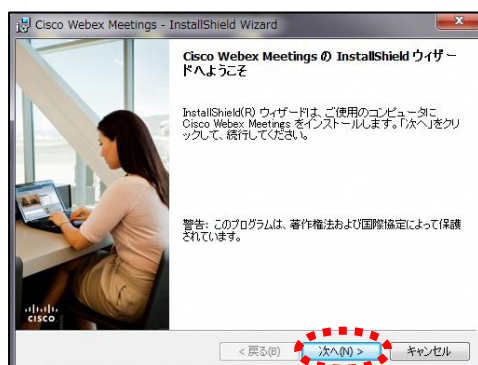 Cisco Webex Meetings - InstallShield Wizard
Cisco Webex Meetings の InstallShield ウィザー
ドへようこそ
InstallShield(R) ウィザードは、ご使用のコンピュータに
Cisco Webex Meetings をインストールします。「次へ」をクリ
ックして、続行してください。
警告: このプログラムは、著作権法および国際協定によって保護
されています。
CISCO
< 戻る(B)
次へ(N) >
キャンセル